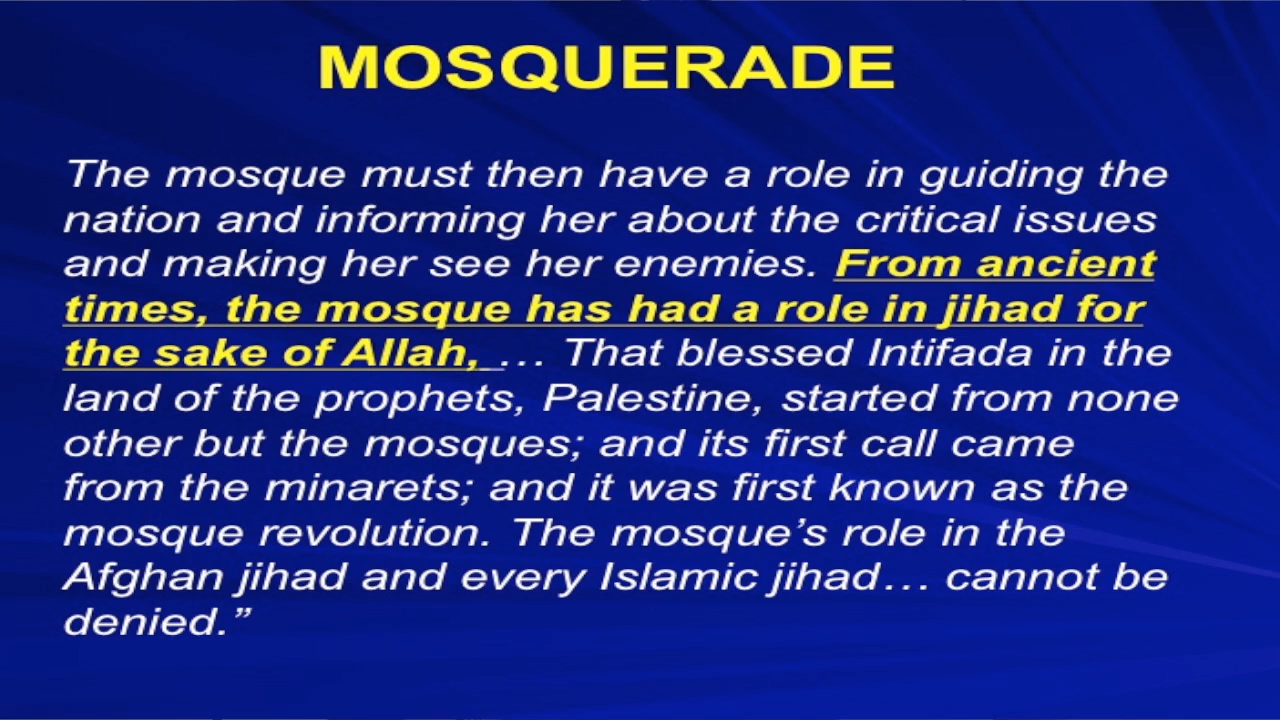 MOSQUERADE
The mosque must then have a role in guiding the
nation and informing her about the critical issues
and making her see her enemies. From ancient
times, the mosque has had a role in jihad for
the sake of Allah, … That blessed Intifada in the
land of the prophets, Palestine, started from none
other but the mosques; and its first call came
from the minarets; and it was first known as the
mosque revolution. The mosque’s role in the
Afghan jihad and every Islamic jihad… cannot be
denied.”